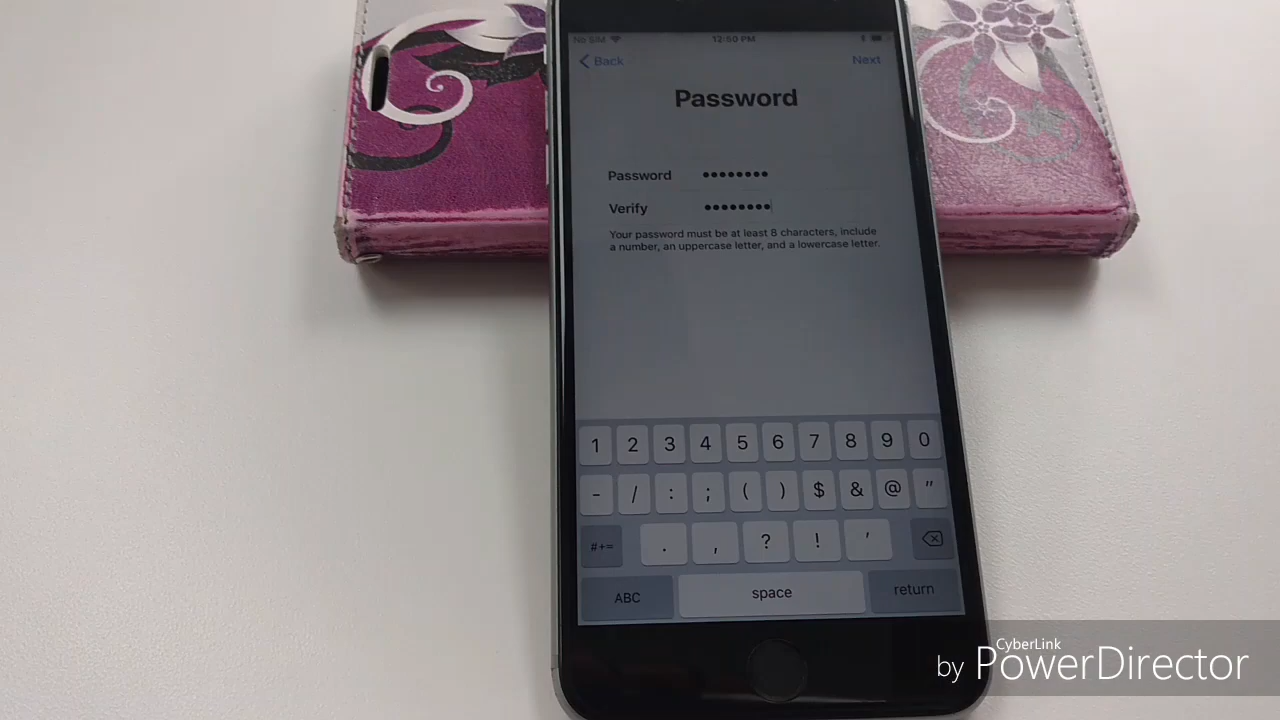 No SIM 12:50 PM
Back Next
Password
Password ••••••••
Verify ••••••••
Your password must be at least 8 characters, include
a number, an uppercase letter, and a lowercase letter.
1 2 3 4 5 6 7 8 9 0
- / : ; ( ) $ & @ "
#+= . , ? ! '
ABC space return
CyberLink
by PowerDirector